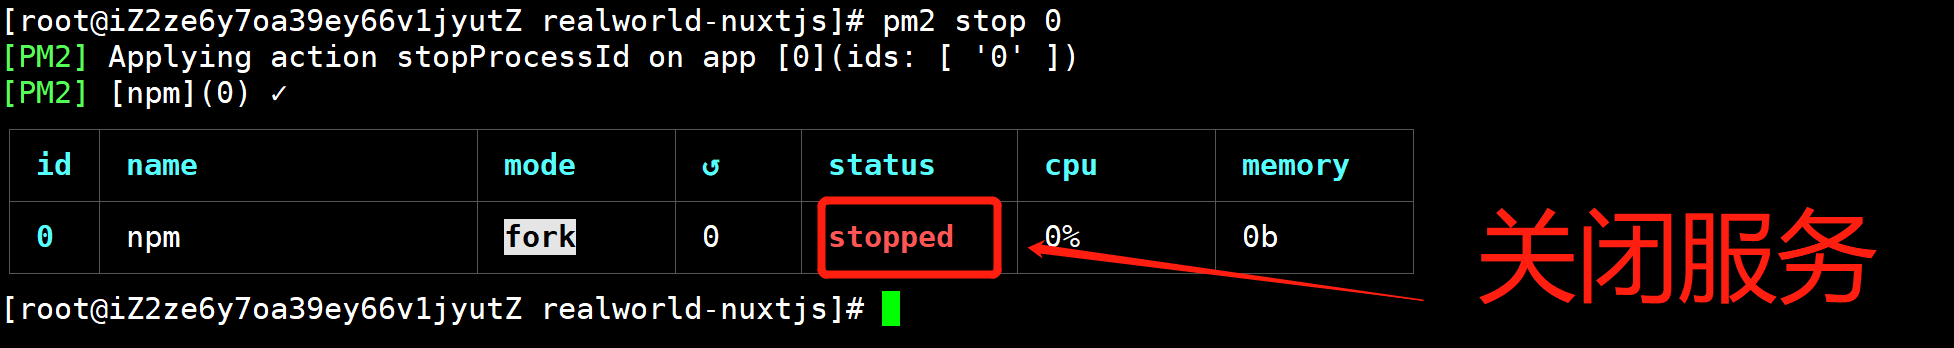 [root@iZ2ze6y7oa39ey66v1jyutZ realworld-nuxtjs]# pm2 stop 0
[PM2] Applying action stopProcessId on app [0](ids: [ '0' ])
[PM2] [npm](0) ✓
id name mode ↺ status cpu memory
0 npm fork 0 stopped 0% 0b
关闭服务
[root@iZ2ze6y7oa39ey66v1jyutZ realworld-nuxtjs]#